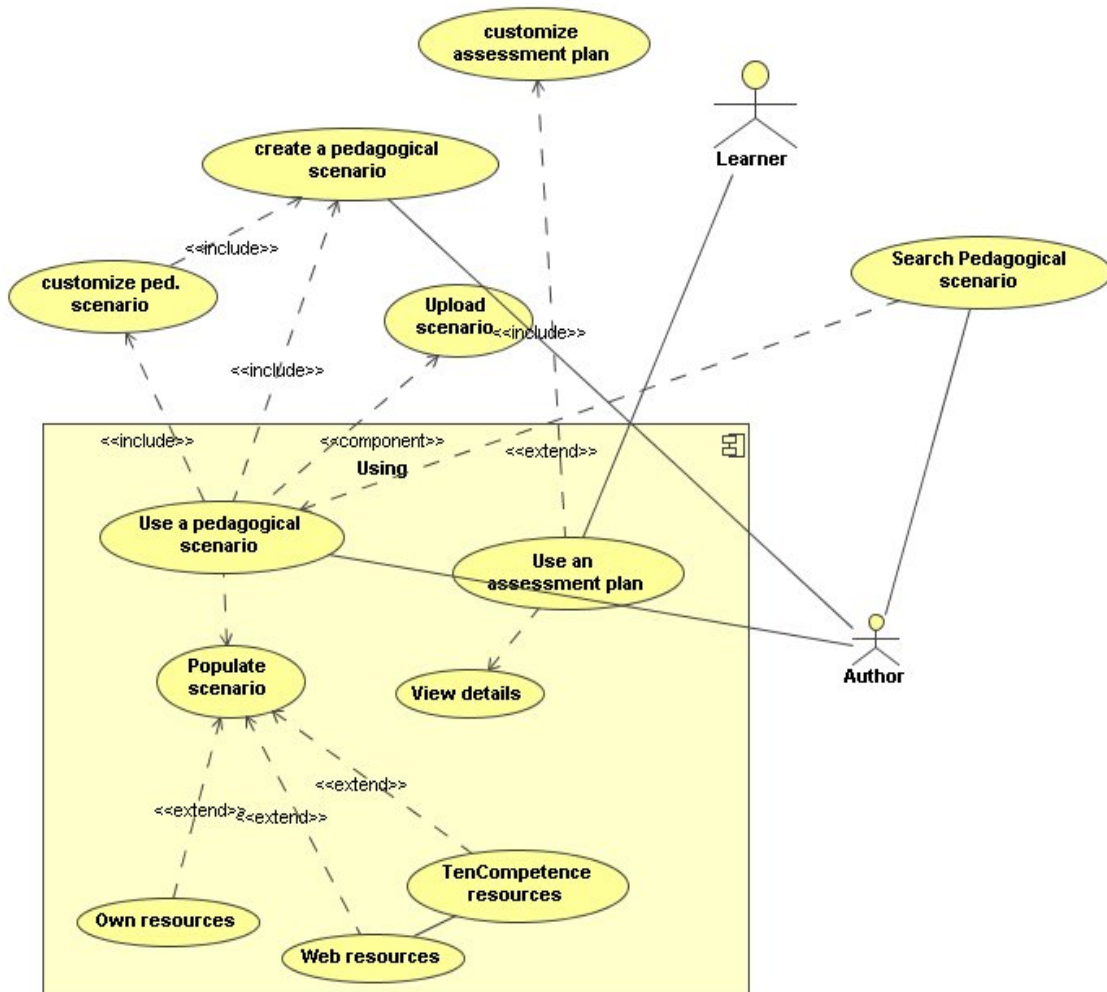 customize
assessment plan
Learner
create a pedagogical
scenario
<<include>>
Search Pedagogical
scenario
customize ped.
scenario
Upload
scenario
<<include>>
<<include>>
<<include>>
<<component>>
<<extend>>
Using
Use a pedagogical
scenario
Use an
assessment plan
Populate
scenario
View details
Author
<<extend>>
<<extend>>
<<extend>>
TenCompetence
resources
Own resources
Web resources